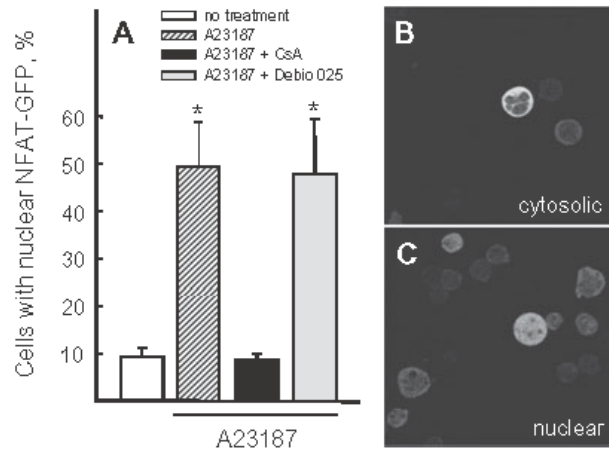 A
no treatment
A23187
A23187 + CsA
A23187 + Debio 025
Cells with nuclear NFAT-GFP, %
60
50
40
30
20
10
*
*
A23187
B
cytosolic
C
nuclear